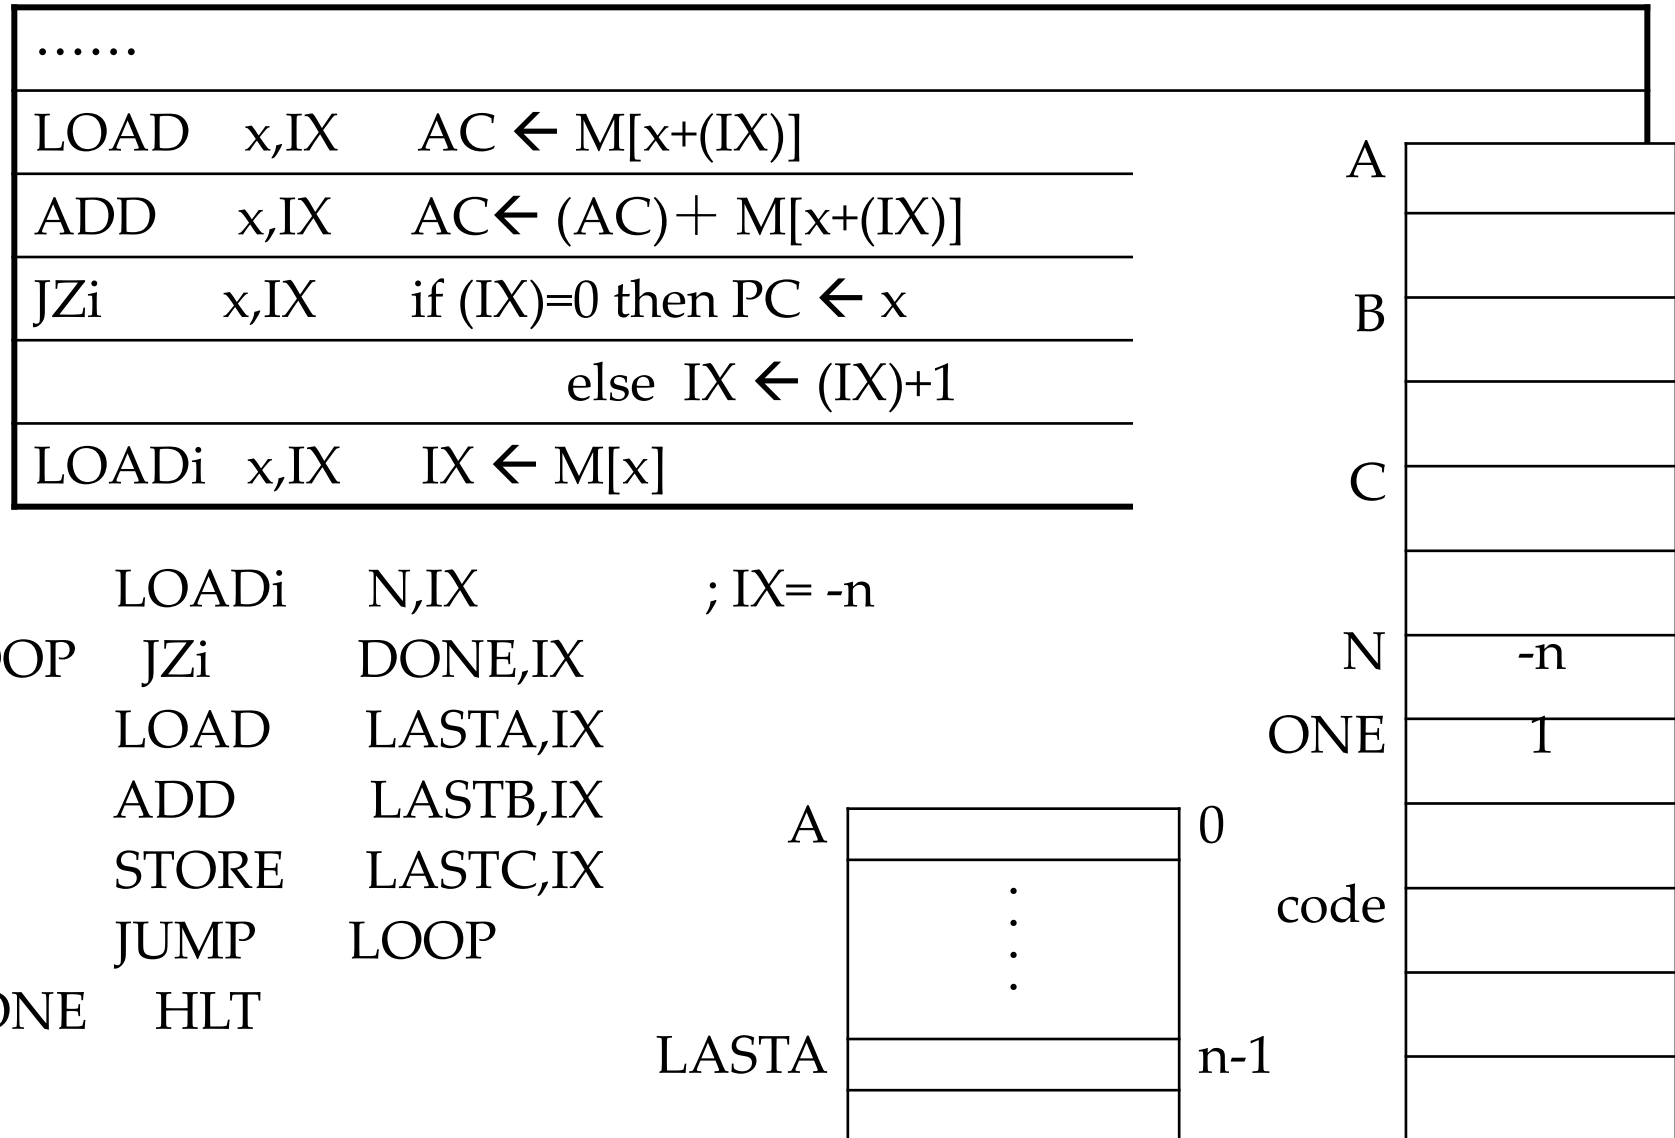 ……
LOAD x,IX AC ← M[x+(IX)]
ADD x,IX AC← (AC)＋ M[x+(IX)]
JZi x,IX if (IX)=0 then PC ← x
else IX ← (IX)+1
LOADi x,IX IX ← M[x]
LOADi N,IX ; IX= -n
OOP JZi DONE,IX
LOAD LASTA,IX
ADD LASTB,IX
STORE LASTC,IX
JUMP LOOP
ONE HLT
A 0
LASTA n-1
A
B
C
N -n
ONE 1
code